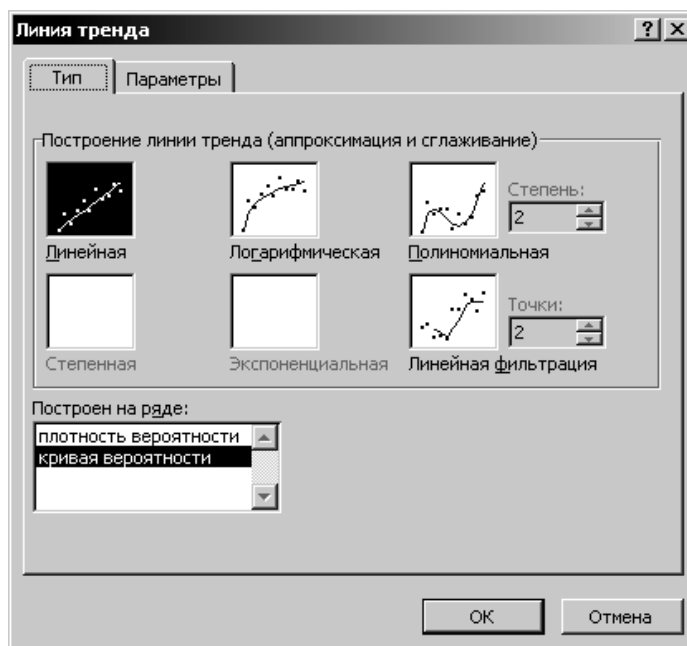 Линия тренда
Тип Параметры
Построение линии тренда (аппроксимация и сглаживание)
Степень:
2
Линейная Логарифмическая Полиномиальная
Точки:
2
Степенная Экспоненциальная Линейная фильтрация
Построен на ряде:
плотность вероятности
кривая вероятности
ОК Отмена